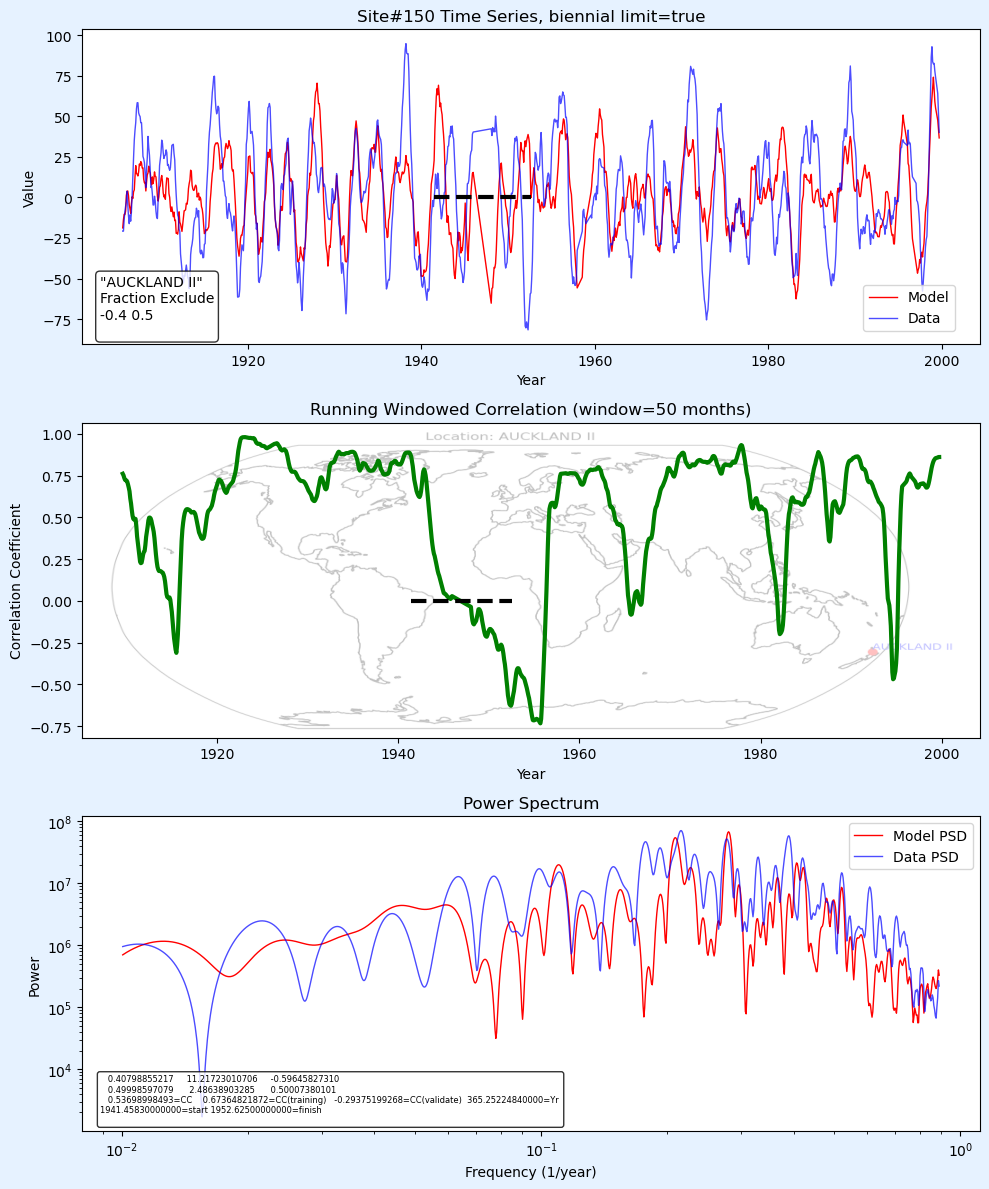 Site#150 Time Series, biennial limit=true
100
75
50
25
0
−25
−50
−75
Value
"AUCKLAND II"
Fraction Exclude
-0.4 0.5
Model
Data
1920
1940
1960
1980
2000
Year
Running Windowed Correlation (window=50 months)
Location: AUCKLAND II
1.00
0.75
0.50
0.25
0.00
−0.25
−0.50
−0.75
Correlation Coefficient
AUCKLAND II
1920
1940
1960
1980
2000
Year
Power Spectrum
10^8
10^7
10^6
10^5
10^4
Power
Model PSD
Data PSD
0.40798855217 11.21723010706 -0.59645827310
0.49998597079 2.48638903285 0.50007380101
0.53698998493=CC 0.67364821872=CC(training) -0.29375199268=CC(validate) 365.25224840000=Yr
1941.45830000000=start 1952.62500000000=finish
10^−2
10^−1
10^0
Frequency (1/year)